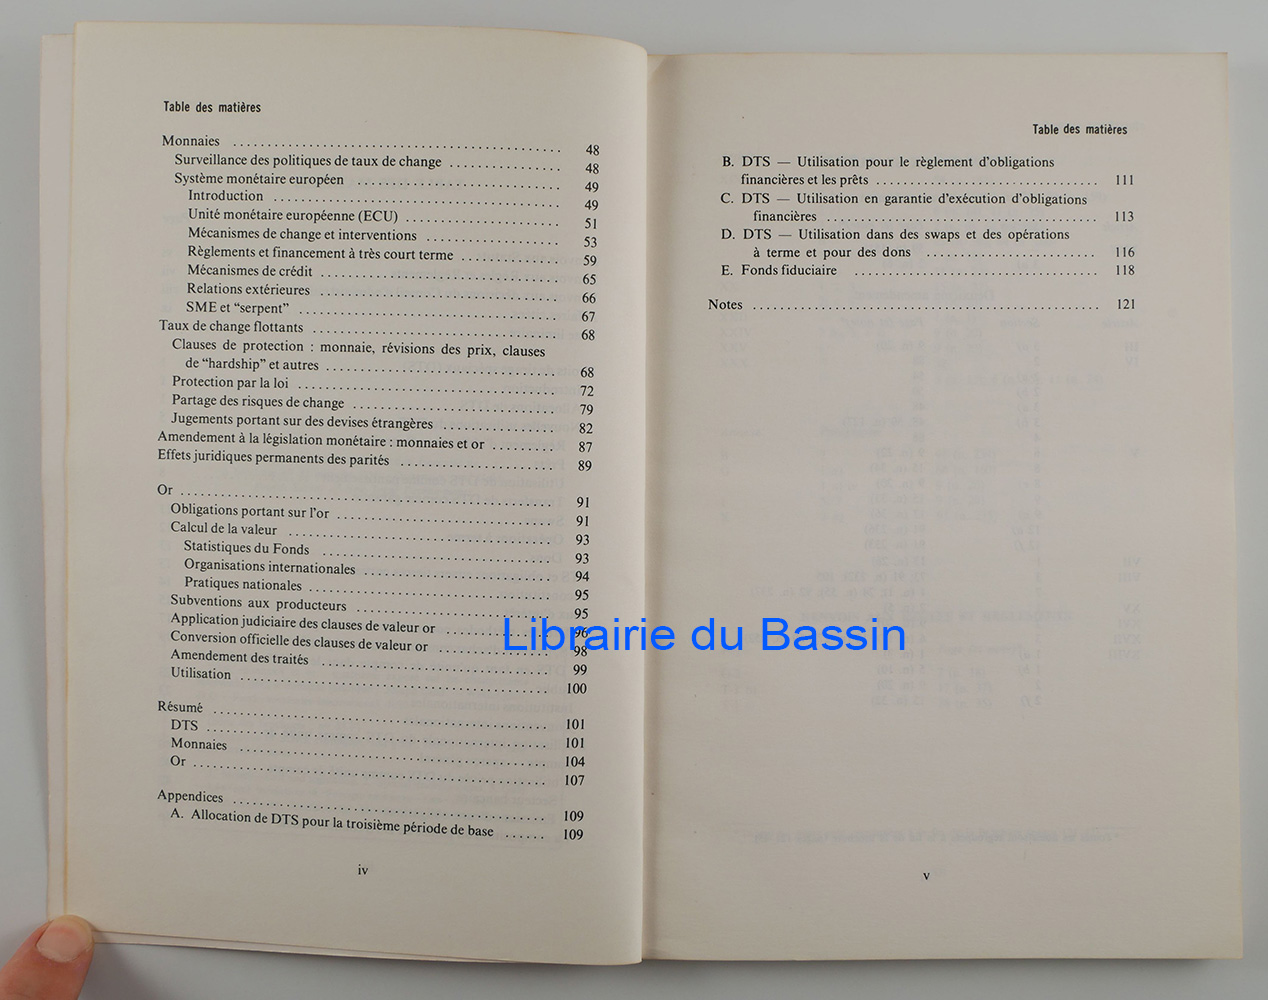 Table des matières
Monnaies ........ 48
Surveillance des politiques de taux de change ........ 48
Système monétaire européen ........ 49
Introduction ........ 49
Unité monétaire européenne (ECU) ........ 51
Mécanismes de change et interventions ........ 53
Règlements et financement à très court terme ........ 59
Mécanismes de crédit ........ 65
Relations extérieures ........ 66
SME et “serpent” ........ 67
Taux de change flottants ........ 68
Clauses de protection : monnaie, révisions des prix, clauses
de “hardship” et autres ........ 68
Protection par la loi ........ 72
Partage des risques de change ........ 79
Jugements portant sur des devises étrangères ........ 82
Amendement à la législation monétaire : monnaies et or ........ 87
Effets juridiques permanents des parités ........ 89
Or ........ 91
Obligations portant sur l'or ........ 91
Calcul de la valeur ........ 93
Statistiques du Fonds ........ 93
Organisations internationales ........ 94
Pratiques nationales ........ 95
Subventions aux producteurs ........ 95
Application judiciaire des clauses de valeur or ........ 96
Conversion officielle des clauses de valeur or ........ 98
Amendement des traités ........ 99
Utilisation ........ 100
Résumé ........ 101
DTS ........ 101
Monnaies ........ 104
Or ........ 107
Appendices ........ 109
A. Allocation de DTS pour la troisième période de base ...... 109
iv
Table des matières
B. DTS — Utilisation pour le règlement d'obligations
financières et les prêts ........ 111
C. DTS — Utilisation en garantie d'exécution d'obligations
financières ........ 113
D. DTS — Utilisation dans des swaps et des opérations
à terme et pour des dons ........ 116
E. Fonds fiduciaire ........ 118
Notes ........ 121
v
Librairie du Bassin